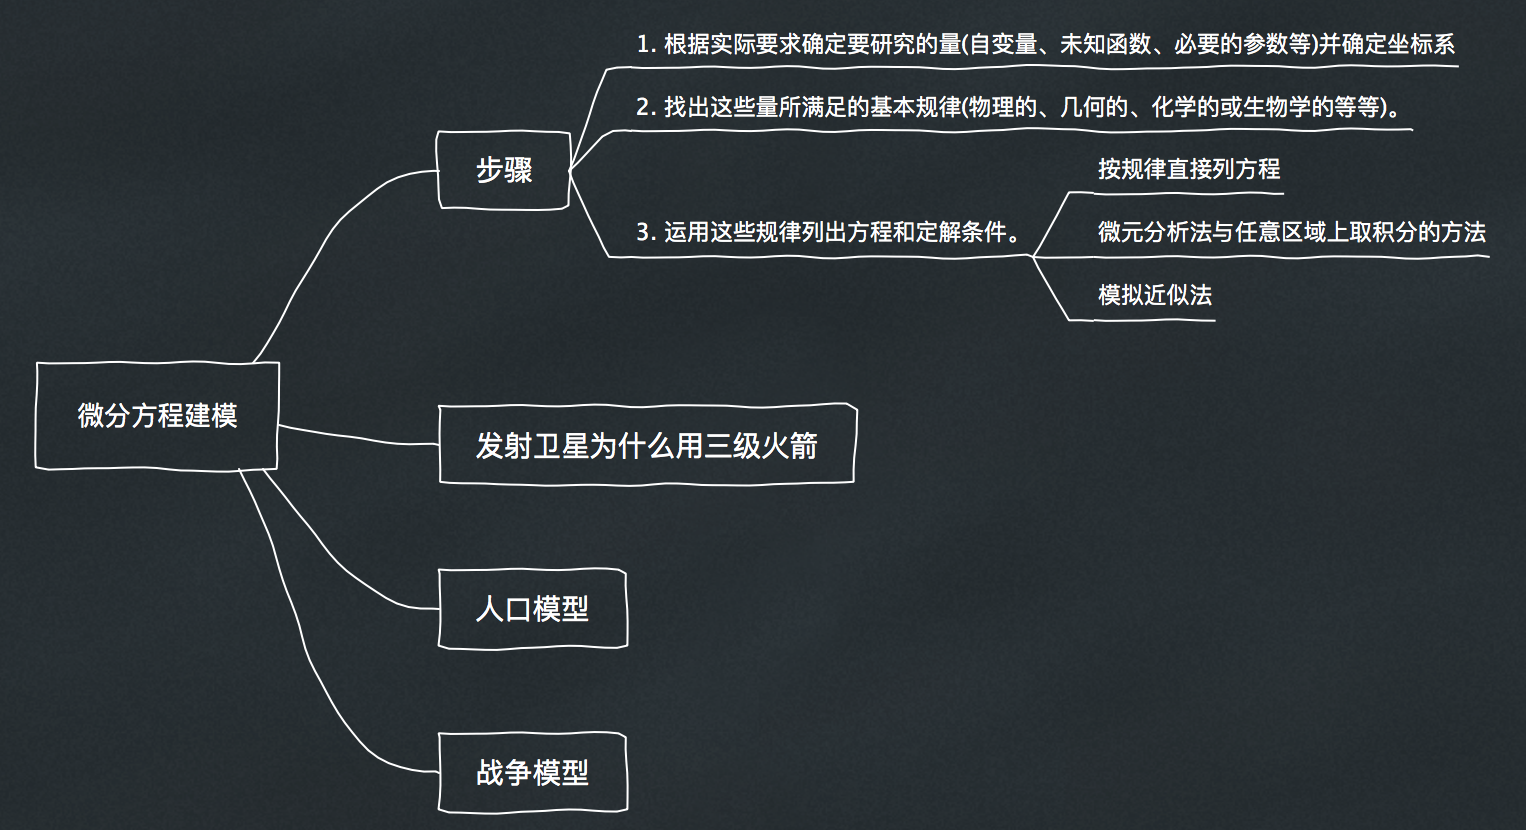 1. 根据实际要求确定要研究的量(自变量、未知函数、必要的参数等)并确定坐标系
2. 找出这些量所满足的基本规律(物理的、几何的、化学的或生物学的等等)。
按规律直接列方程
步骤
3. 运用这些规律列出方程和定解条件。
微元分析法与任意区域上取积分的方法
模拟近似法
微分方程建模
发射卫星为什么用三级火箭
人口模型
战争模型